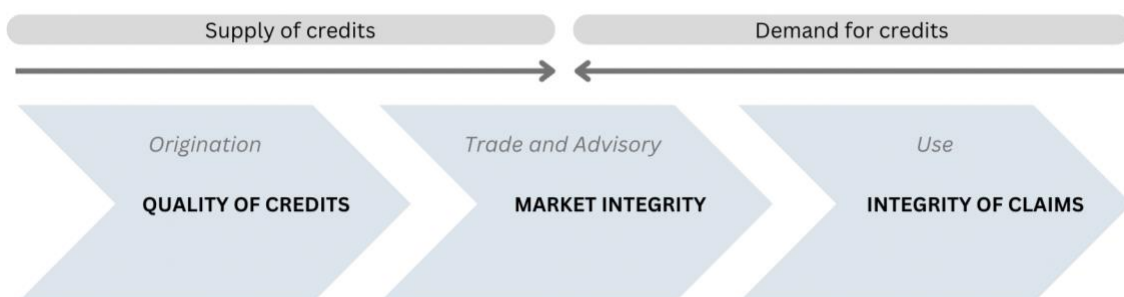 Supply of credits
Demand for credits
Origination
Trade and Advisory
Use
QUALITY OF CREDITS
MARKET INTEGRITY
INTEGRITY OF CLAIMS